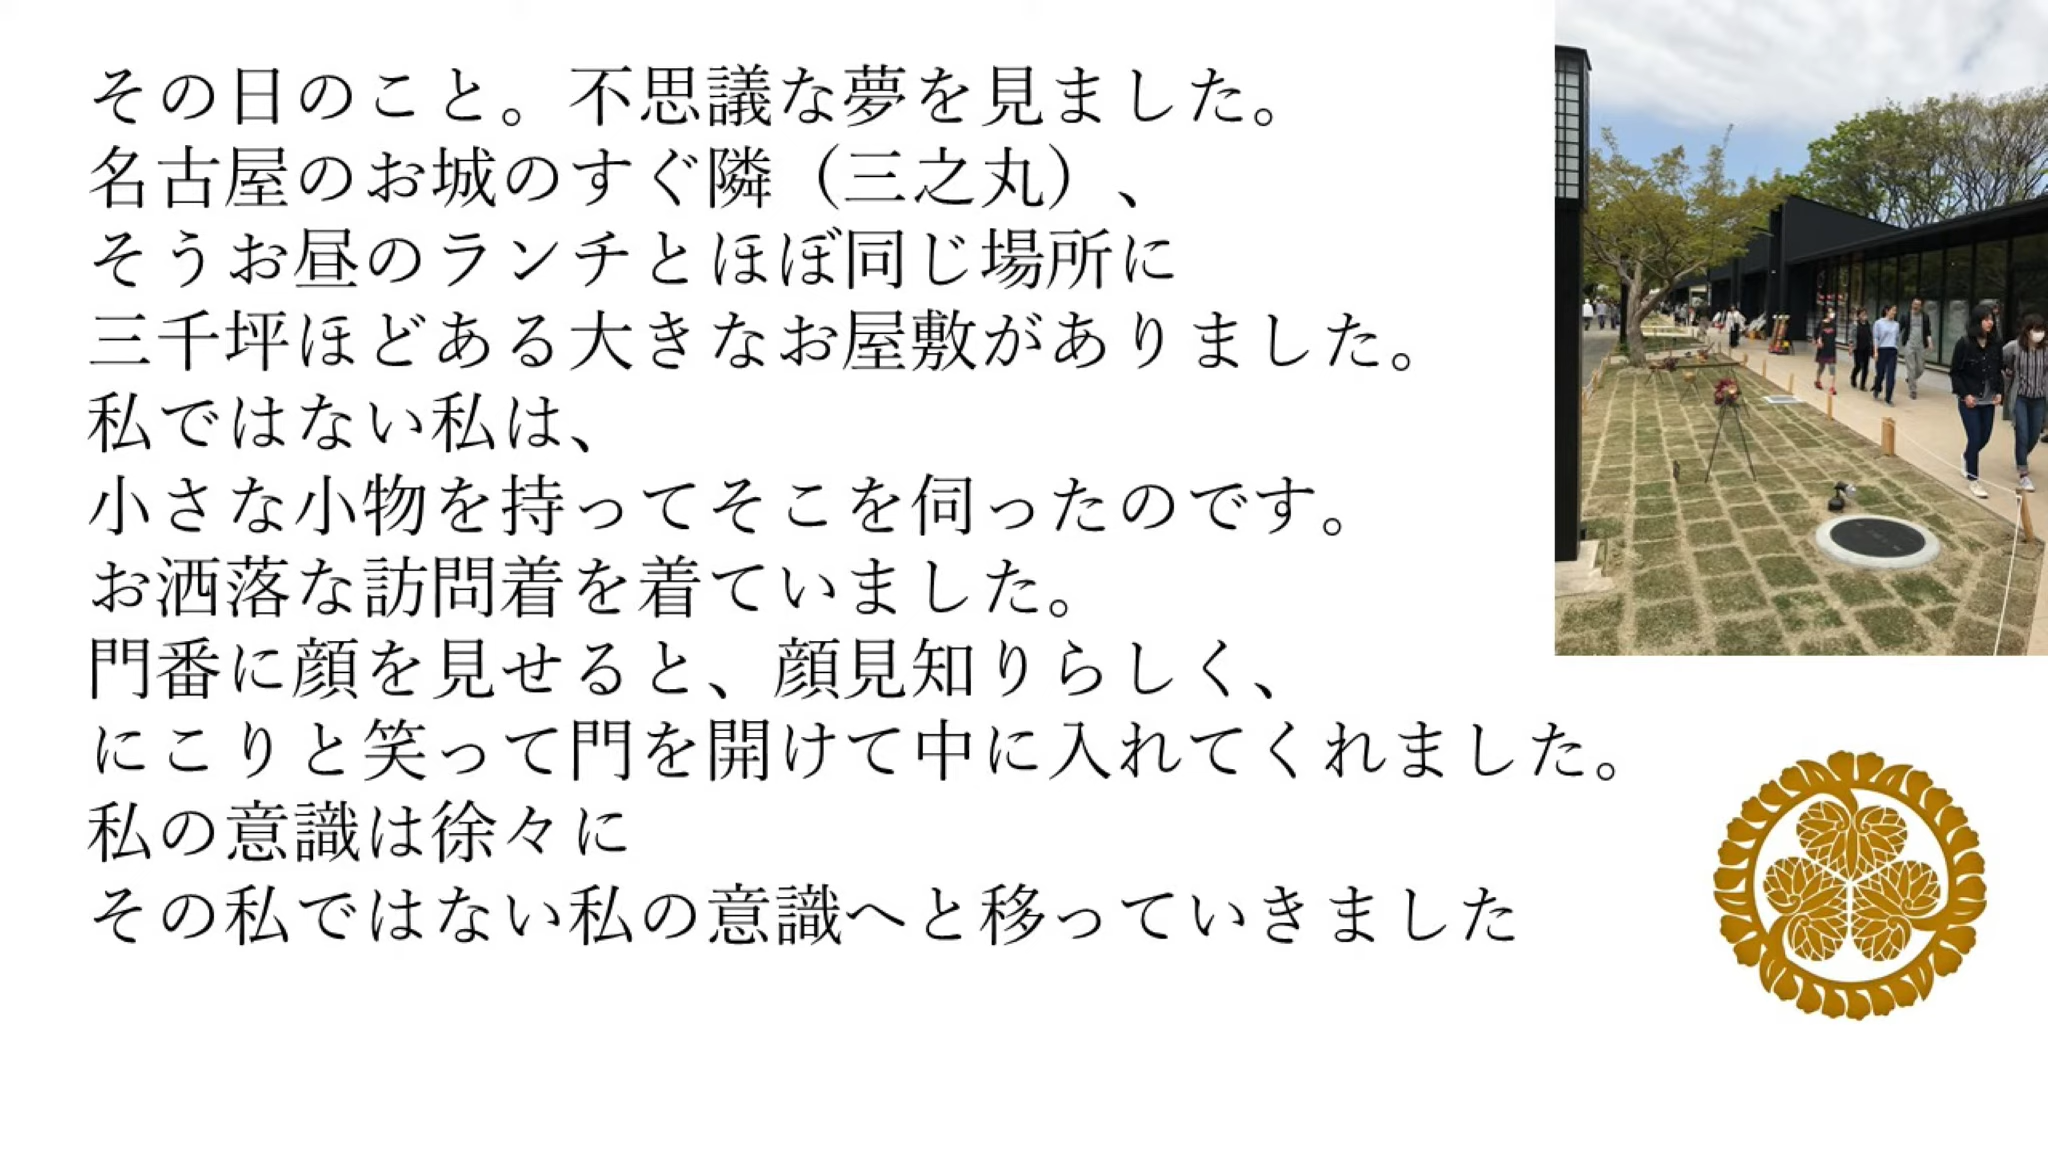 その日のこと。不思議な夢を見ました。
名古屋のお城のすぐ隣（三之丸）、
そうお昼のランチとほぼ同じ場所に
三千坪ほどある大きなお屋敷がありました。
私ではない私は、
小さな小物を持ってそこを伺ったのです。
お洒落な訪問着を着ていました。
門番に顔を見せると、顔見知りらしく、
にこりと笑って門を開けて中に入れてくれました。
私の意識は徐々に
その私ではない私の意識へと移っていきました